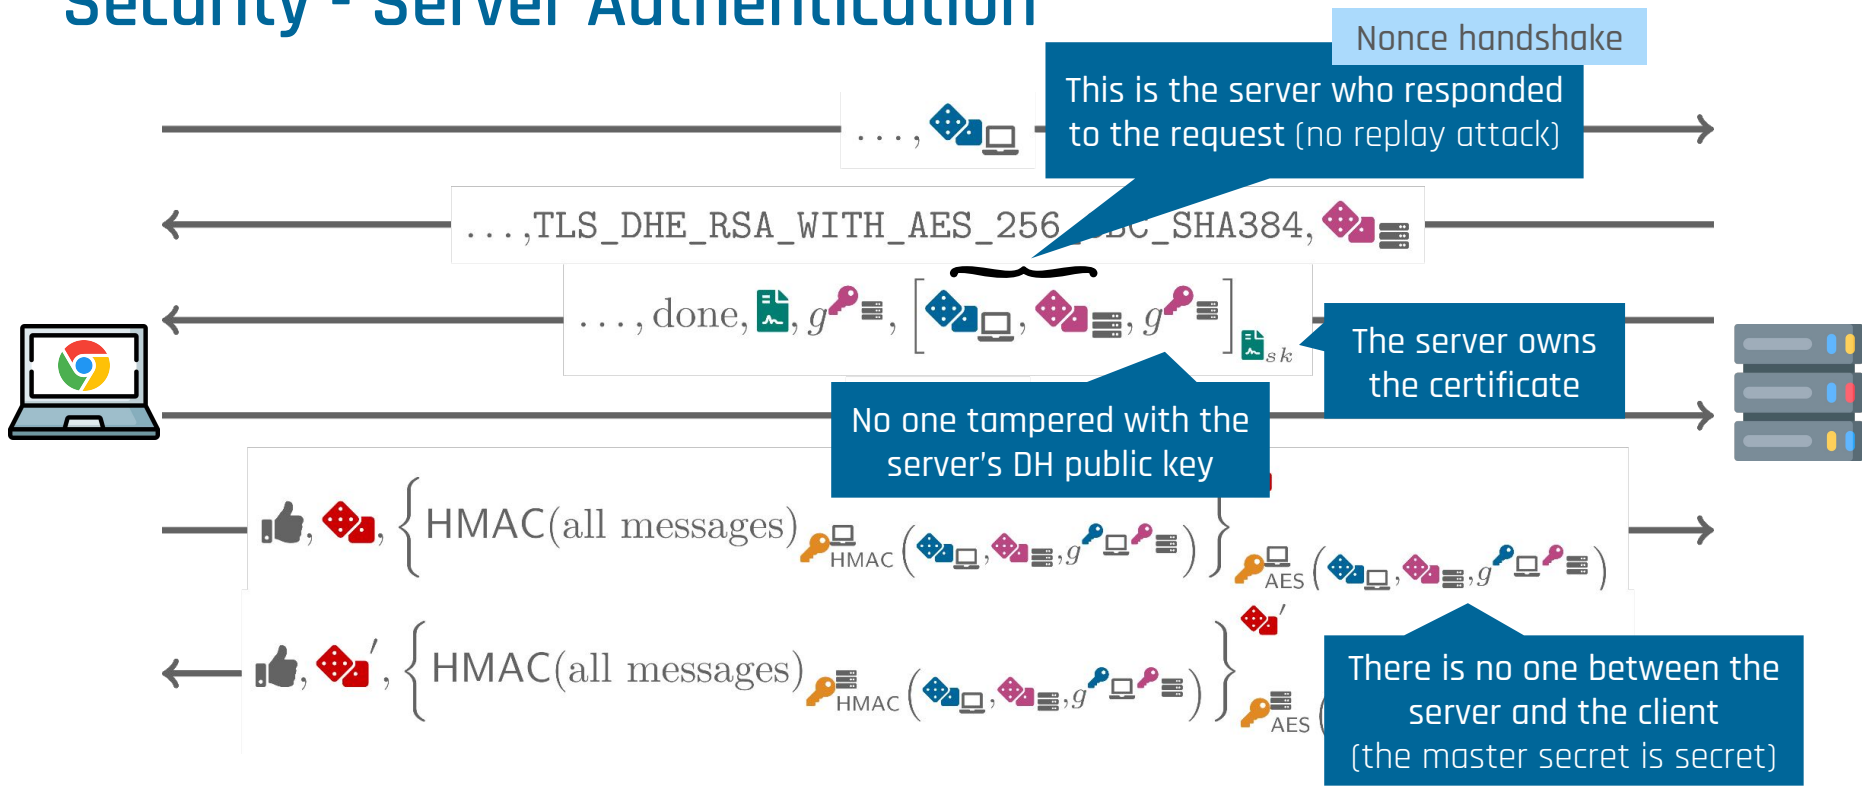 Security - Server Authentication
Nonce handshake
This is the server who responded
to the request (no replay attack)
...,
...,TLS_DHE_RSA_WITH_AES_256_CBC_SHA384,
..., done, , g , [ , , g ] sk
The server owns
the certificate
No one tampered with the
server's DH public key
, , { HMAC(all messages) HMAC ( , , g ) } AES ( , , g )
, ′, { HMAC(all messages) HMAC ( , , g ) } ′ AES (
There is no one between the
server and the client
(the master secret is secret)